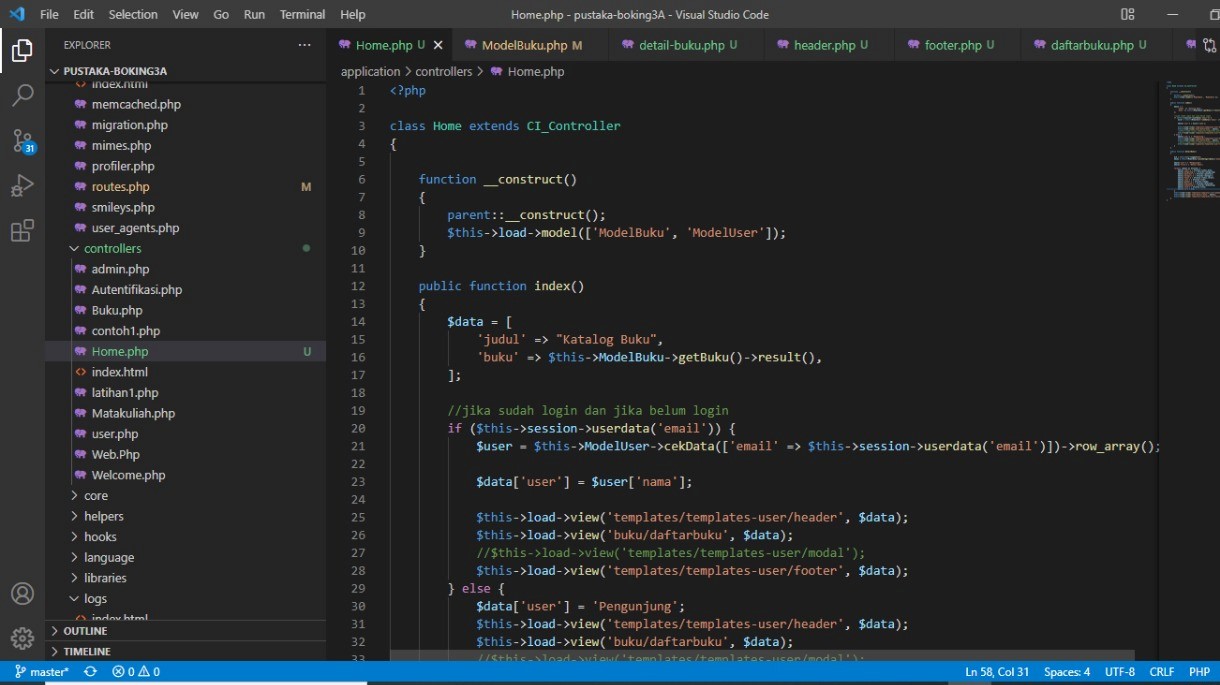 File Edit Selection View Go Run Terminal Help
Home.php - pustaka-boking3A - Visual Studio Code
EXPLORER
PUSTAKA-BOKING3A
index.html
memcached.php
migration.php
mimes.php
profiler.php
routes.php M
smileys.php
user_agents.php
controllers
admin.php
Autentifikasi.php
Buku.php
contoh1.php
Home.php U
index.html
latihan1.php
Matakuliah.php
user.php
Web.Php
Welcome.php
core
helpers
hooks
language
libraries
logs
index.html
OUTLINE
TIMELINE
31
Home.php U
ModelBuku.php M
detail-buku.php U
header.php U
footer.php U
daftarbuku.php U
application > controllers > Home.php
1 <?php
2
3 class Home extends CI_Controller
4 {
5
6 function __construct()
7 {
8 parent::__construct();
9 $this->load->model(['ModelBuku', 'ModelUser']);
10 }
11
12 public function index()
13 {
14 $data = [
15 'judul' => "Katalog Buku",
16 'buku' => $this->ModelBuku->getBuku()->result(),
17 ];
18
19 //jika sudah login dan jika belum login
20 if ($this->session->userdata('email')) {
21 $user = $this->ModelUser->cekData(['email' => $this->session->userdata('email')])->row_array();
22
23 $data['user'] = $user['nama'];
24
25 $this->load->view('templates/templates-user/header', $data);
26 $this->load->view('buku/daftarbuku', $data);
27 //$this->load->view('templates/templates-user/modal');
28 $this->load->view('templates/templates-user/footer', $data);
29 } else {
30 $data['user'] = 'Pengunjung';
31 $this->load->view('templates/templates-user/header', $data);
32 $this->load->view('buku/daftarbuku', $data);
33 //$this->load->view('templates/templates-user/modal');
master* 0 0
Ln 58, Col 31 Spaces: 4 UTF-8 CRLF PHP